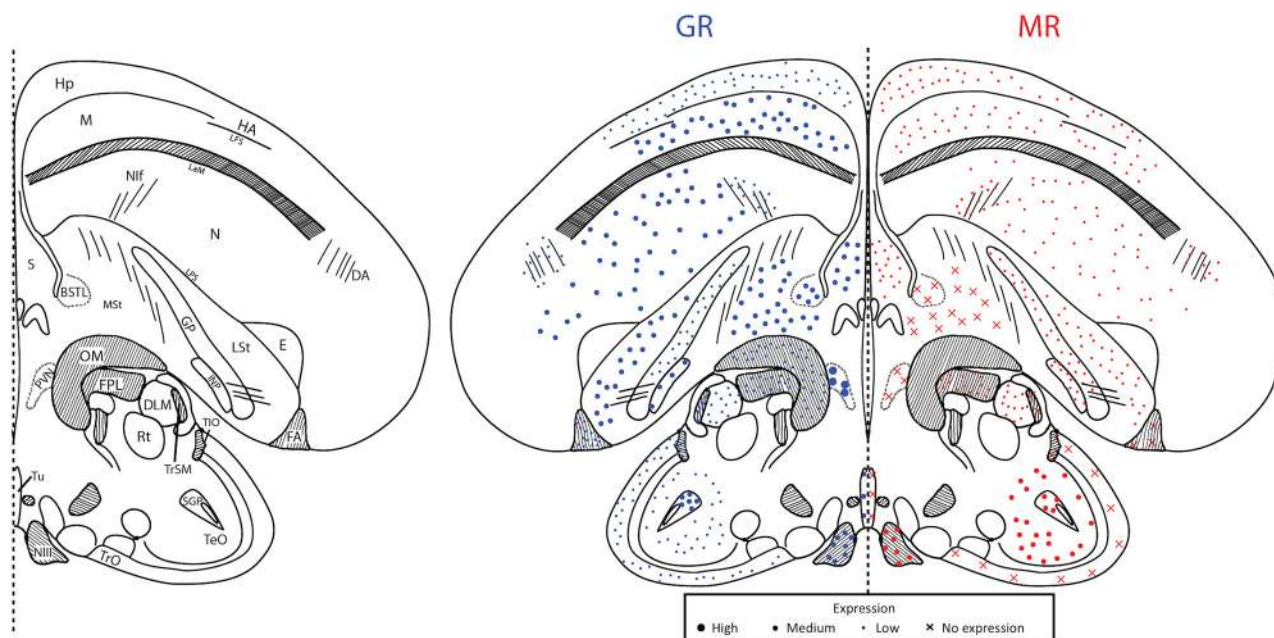 GR MR
Hp
M
HA
LFS
LaM
NIf
N
S
LPS
DA
BSTL
MSt
GP
LSt
E
INP
OM
PVN
FPL
DLM
TIO
Rt
FA
TrSM
Tu
SGP
TeO
NIII
TrO
Expression
High Medium Low No expression